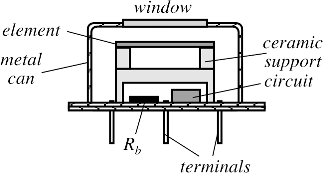 window
element
metal
can
ceramic
support
circuit
R_b
terminals